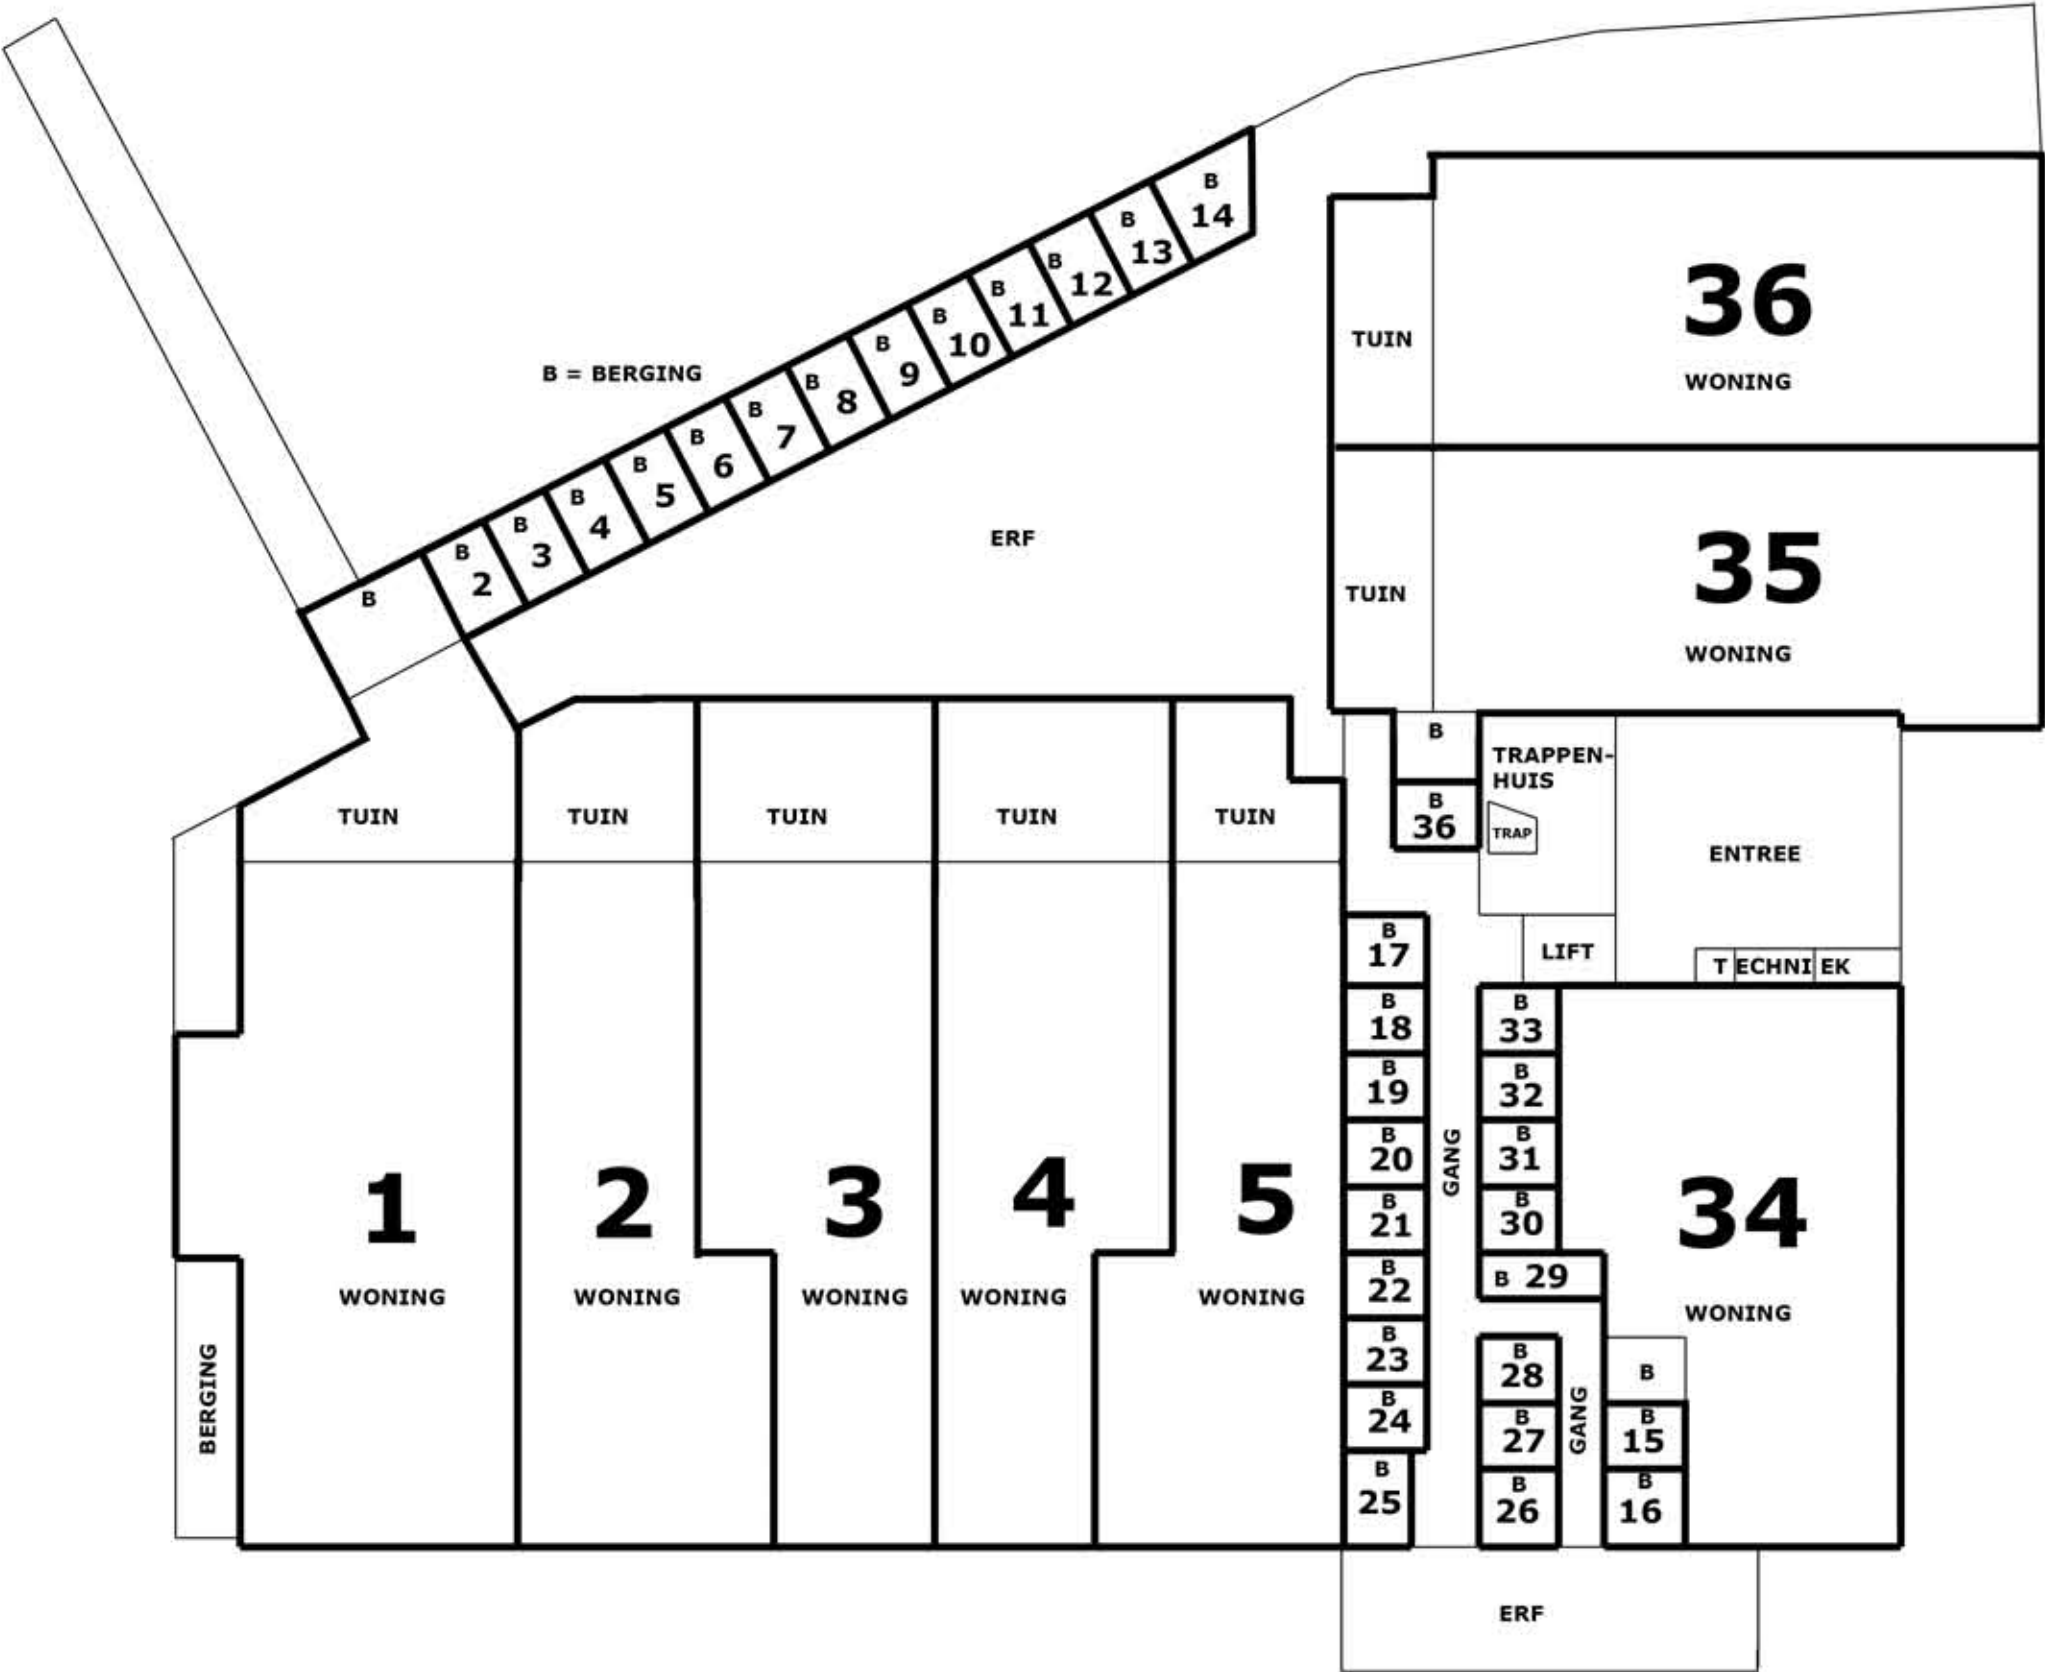 B
14
B
13
B
12
B
11
B
10
B
9
B
8
B
7
B
6
B
5
B
4
B
3
B
2
B
B = BERGING
ERF
36
WONING
TUIN
35
WONING
TUIN
B
B
36
TRAPPEN-
HUIS
TRAP
ENTREE
LIFT
T ECHNI EK
TUIN
TUIN
TUIN
TUIN
TUIN
1
WONING
2
WONING
3
WONING
4
WONING
5
WONING
BERGING
B
17
B
18
B
19
B
20
B
21
B
22
B
23
B
24
B
25
GANG
B
33
B
32
B
31
B
30
B 29
B
28
B
27
B
26
GANG
34
WONING
B
B
15
B
16
ERF